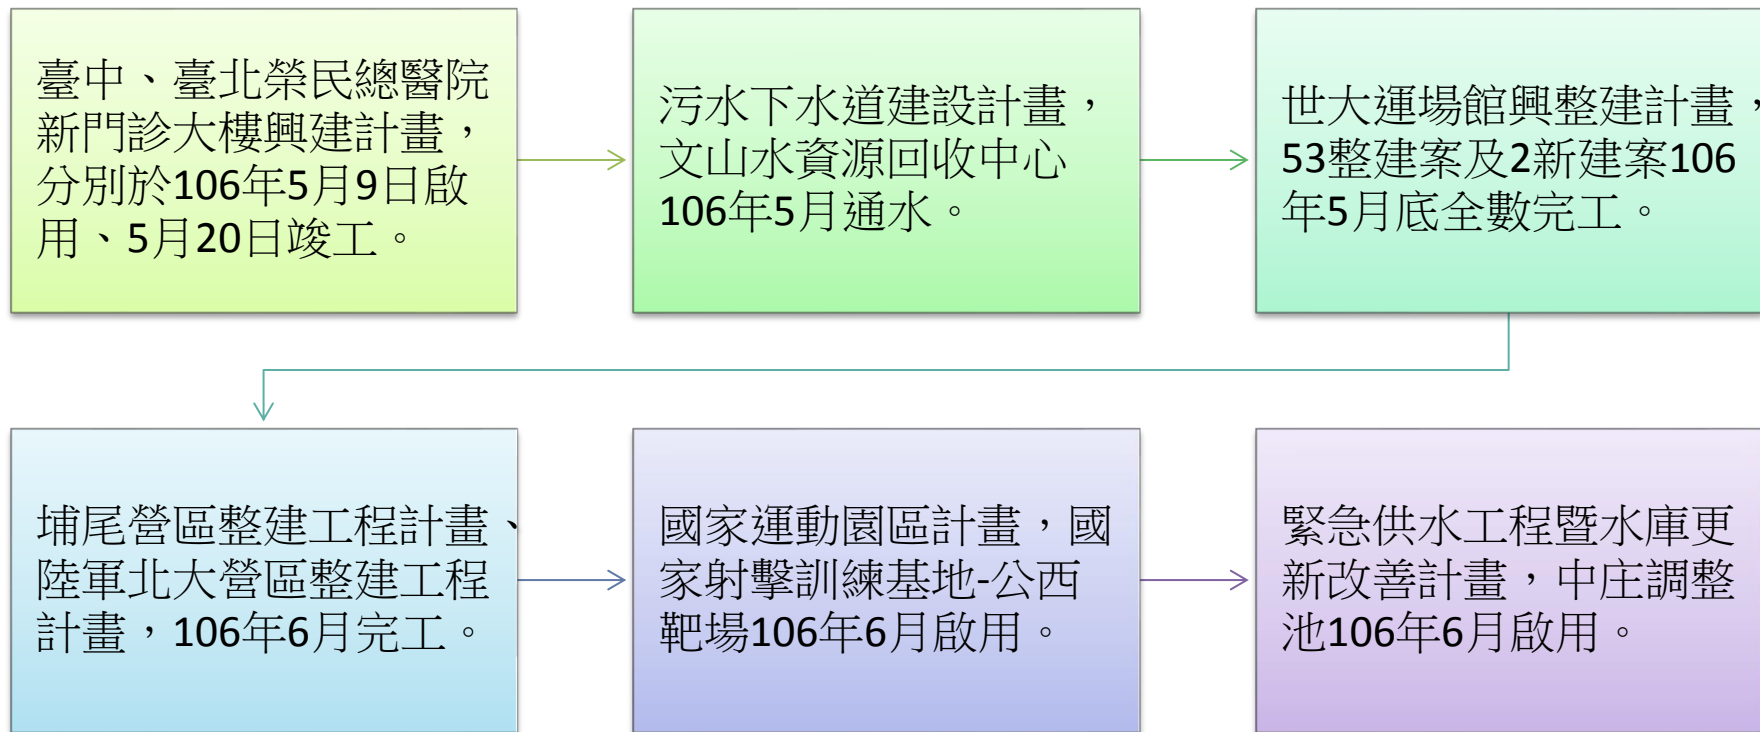 臺中、臺北榮民總醫院
新門診大樓興建計畫，
分別於106年5月9日啟
用、5月20日竣工。
污水下水道建設計畫，
文山水資源回收中心
106年5月通水。
世大運場館興整建計畫，
53整建案及2新建案106
年5月底全數完工。
埔尾營區整建工程計畫、
陸軍北大營區整建工程
計畫，106年6月完工。
國家運動園區計畫，國
家射擊訓練基地-公西
靶場106年6月啟用。
緊急供水工程暨水庫更
新改善計畫，中庄調整
池106年6月啟用。